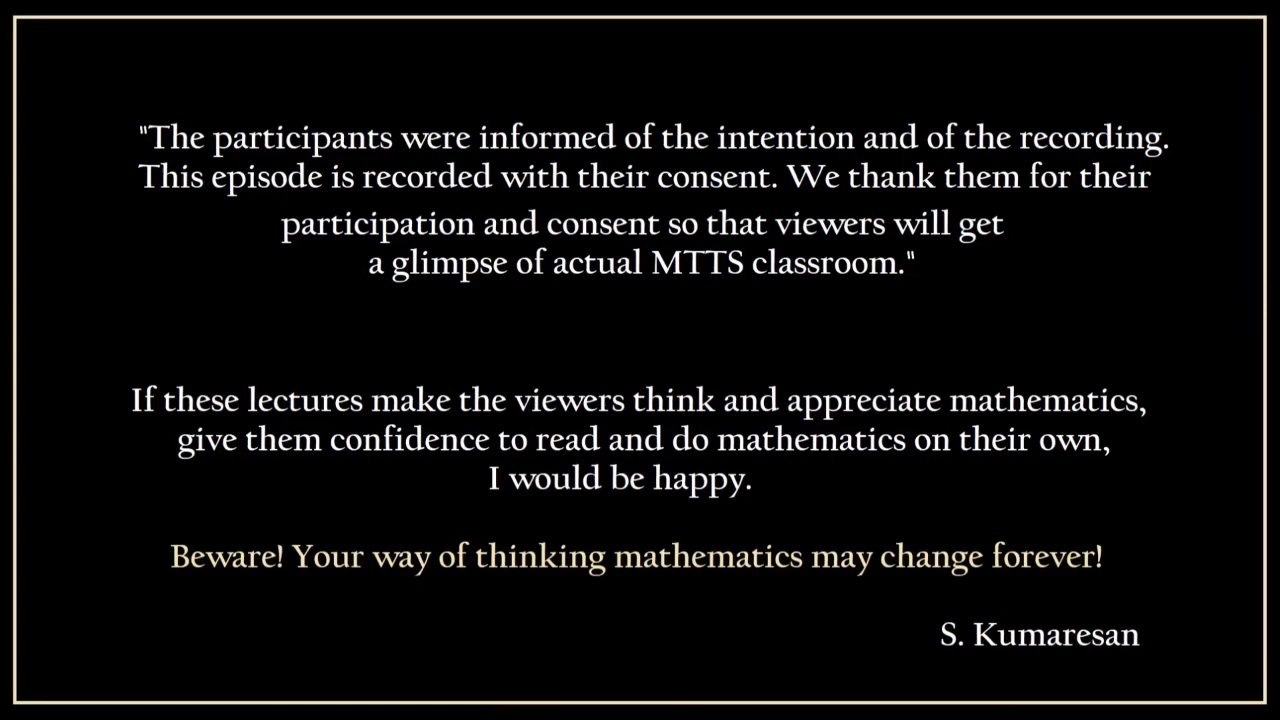 "The participants were informed of the intention and of the recording.
This episode is recorded with their consent. We thank them for their
participation and consent so that viewers will get
a glimpse of actual MTTS classroom."
If these lectures make the viewers think and appreciate mathematics,
give them confidence to read and do mathematics on their own,
I would be happy.
Beware! Your way of thinking mathematics may change forever!
S. Kumaresan